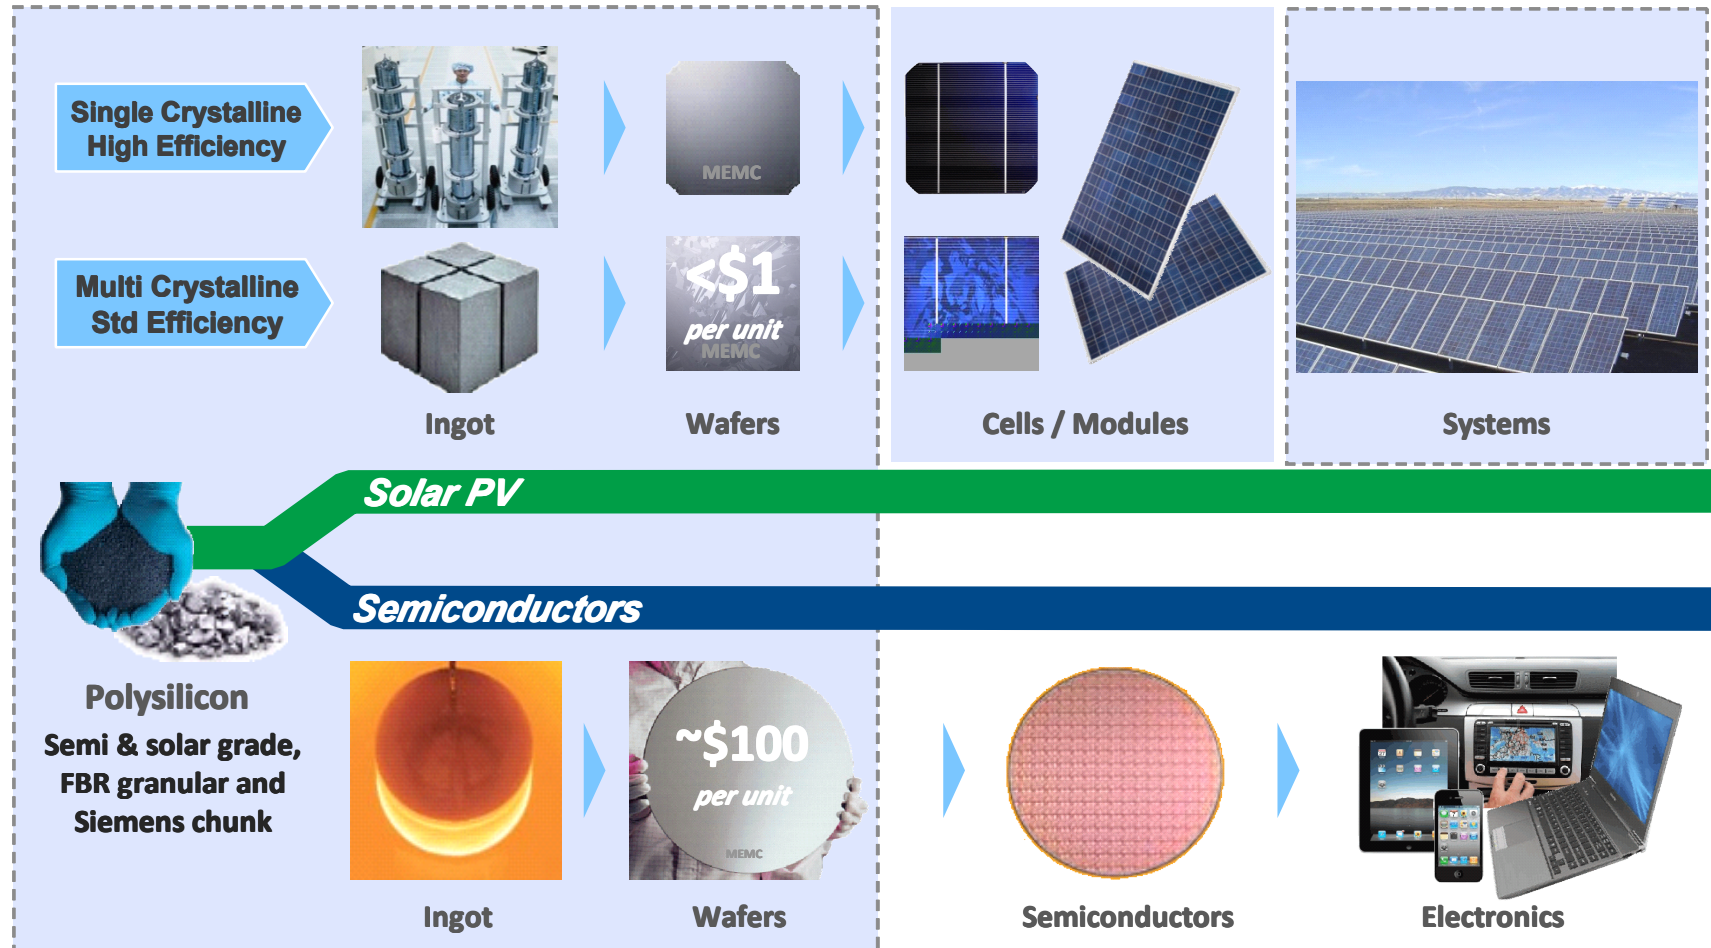 Single Crystalline
High Efficiency
MEMC
Multi Crystalline
Std Efficiency
<$1
per unit
MEMC
Ingot
Wafers
Cells / Modules
Systems
Solar PV
Semiconductors
Polysilicon
Semi & solar grade,
FBR granular and
Siemens chunk
~$100
per unit
MEMC
Ingot
Wafers
Semiconductors
Electronics